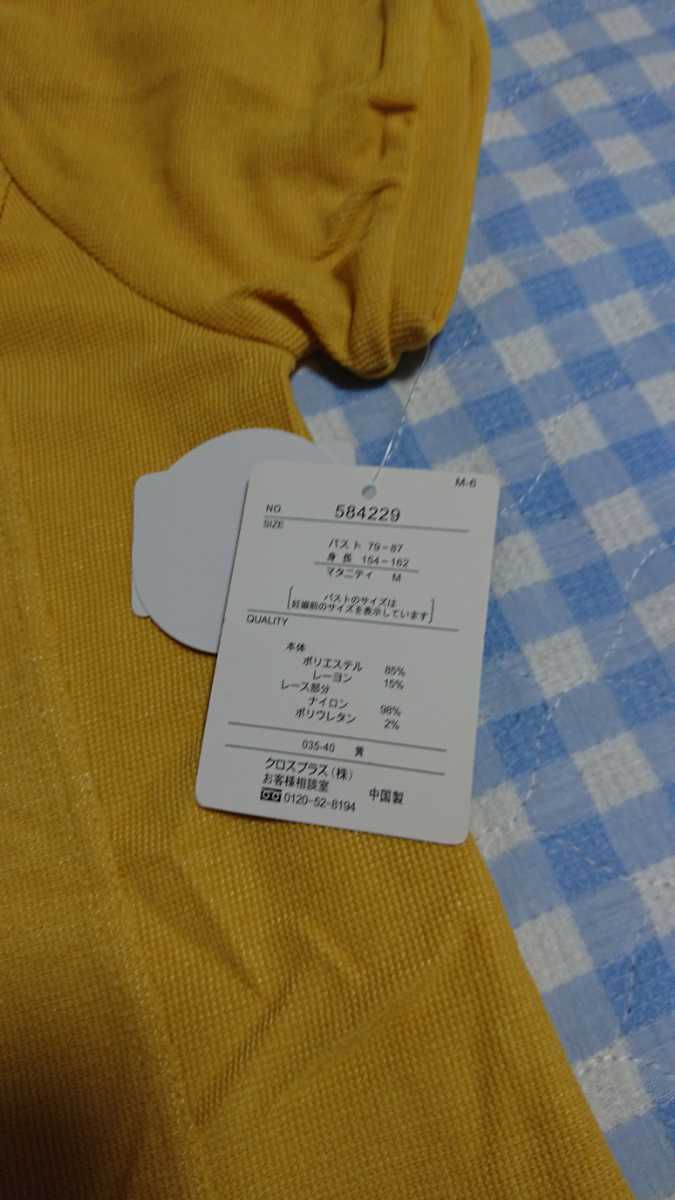 M-6
NO. 584229
SIZE
バスト 79-87
身長 154-162
マタニティ M
バストのサイズは
妊娠前のサイズを表示しています
QUALITY
本体
ポリエステル 85%
レーヨン 15%
レース部分
ナイロン 98%
ポリウレタン 2%
035-40 黄
クロスプラス(株)
お客様相談室 中国製
0120-52-8194